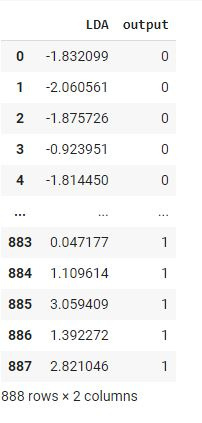 LDA output
0 -1.832099 0
1 -2.060561 0
2 -1.875726 0
3 -0.923951 0
4 -1.814450 0
... ... ...
883 0.047177 1
884 1.109614 1
885 3.059409 1
886 1.392272 1
887 2.821046 1
888 rows × 2 columns